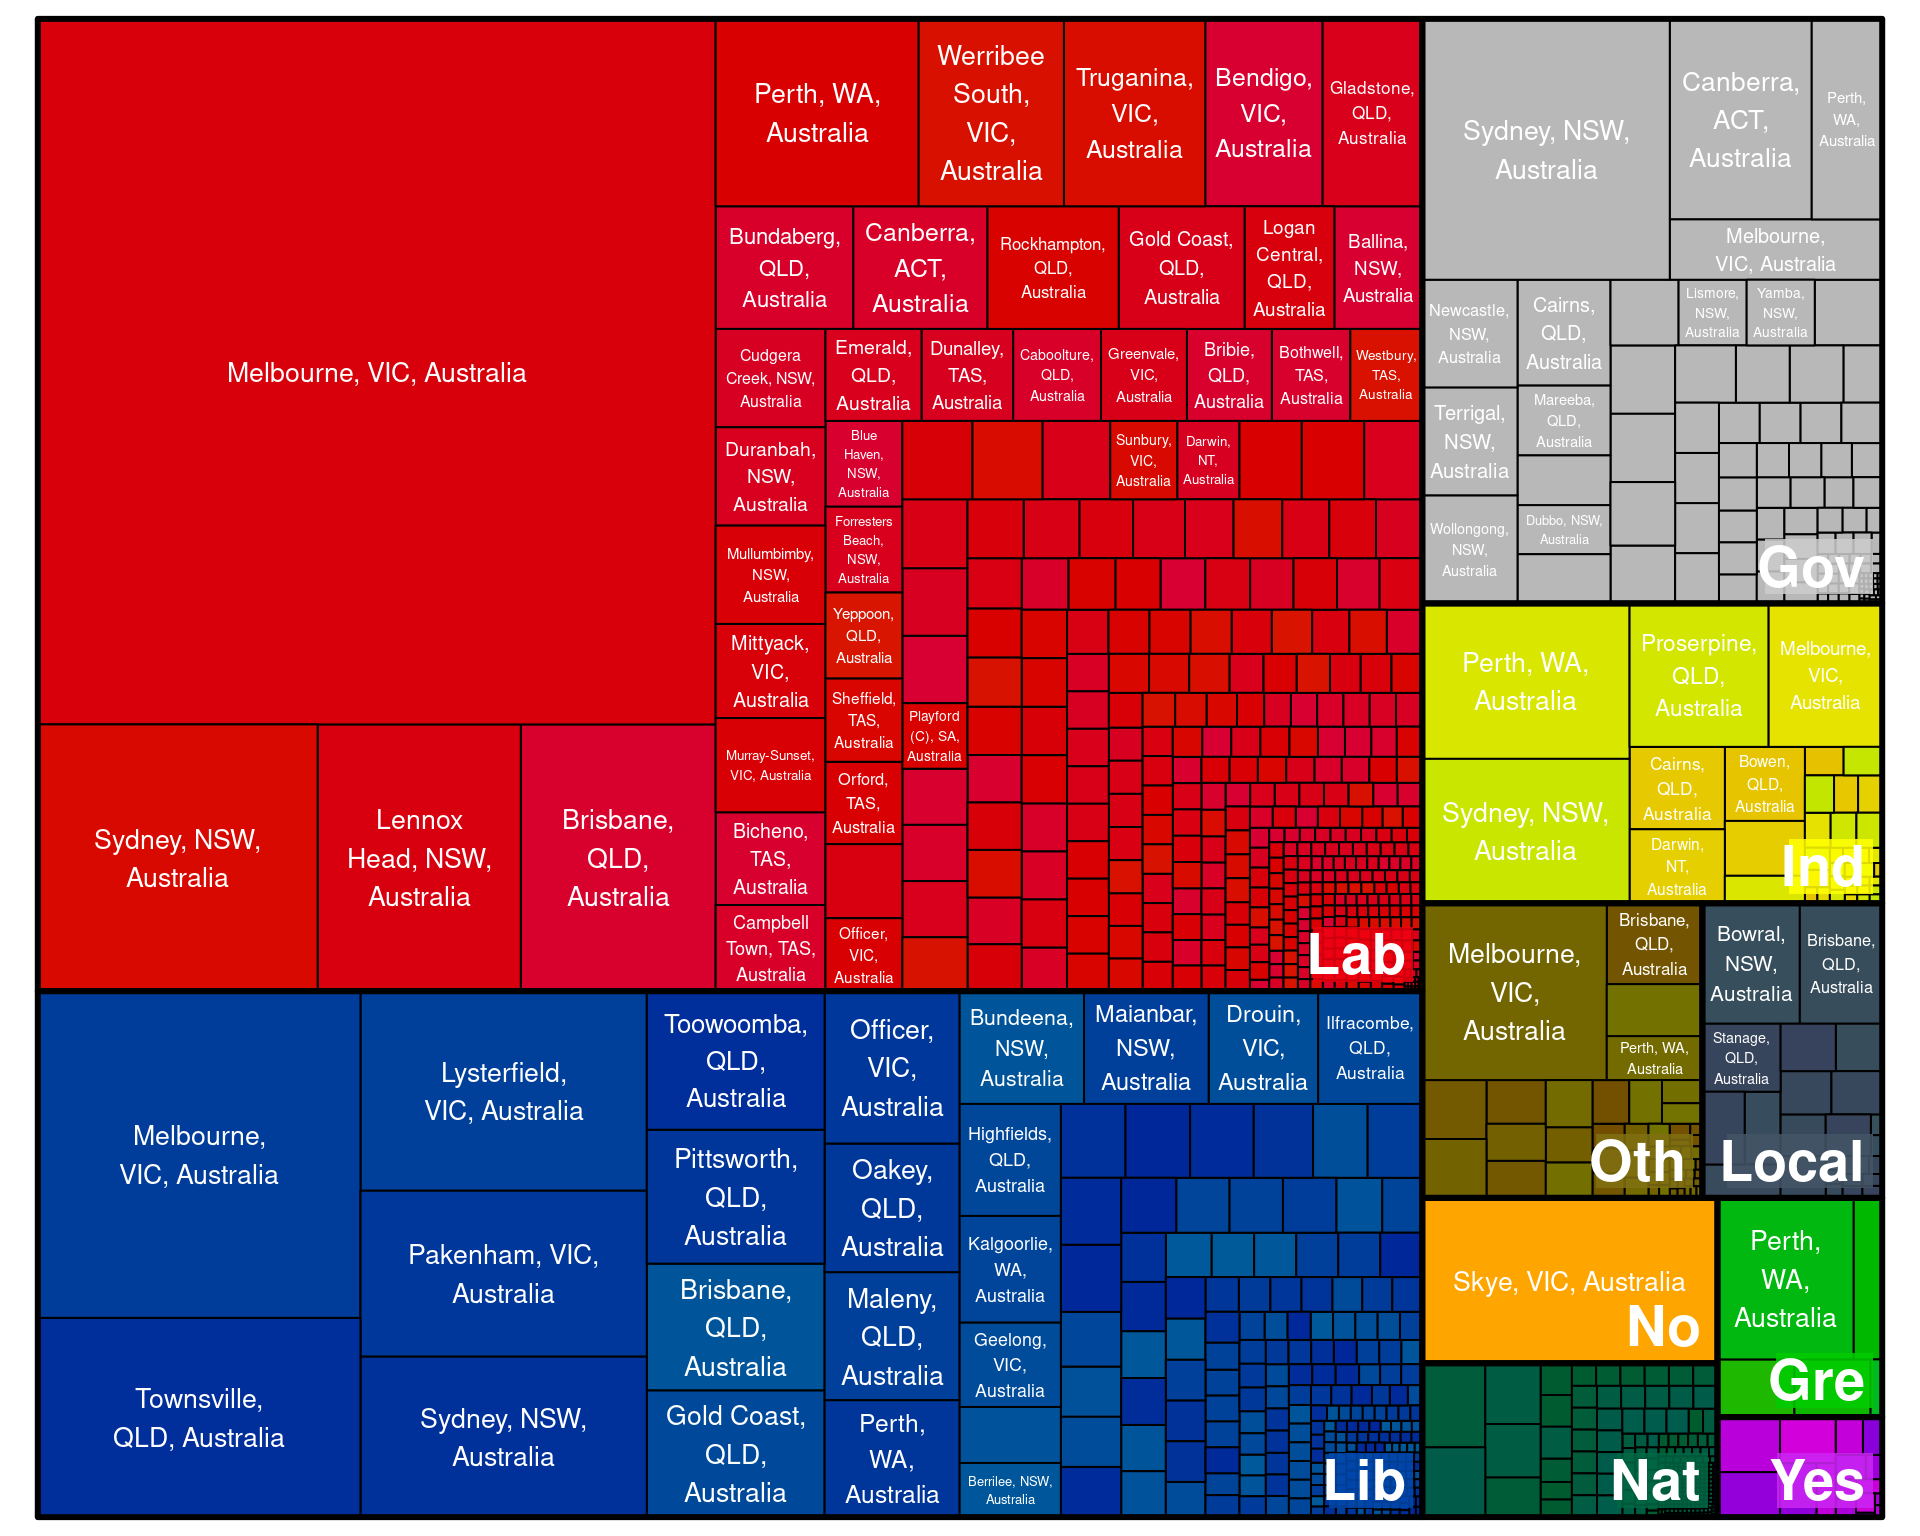 Melbourne, VIC, Australia
Sydney, NSW,
Australia
Lennox
Head, NSW,
Australia
Brisbane,
QLD,
Australia
Perth, WA,
Australia
Werribee
South,
VIC,
Australia
Truganina,
VIC,
Australia
Bendigo,
VIC,
Australia
Gladstone,
QLD,
Australia
Bundaberg,
QLD,
Australia
Canberra,
ACT,
Australia
Rockhampton,
QLD,
Australia
Gold Coast,
QLD,
Australia
Logan
Central,
QLD,
Australia
Ballina,
NSW,
Australia
Cudgera
Creek, NSW,
Australia
Emerald,
QLD,
Australia
Dunalley,
TAS,
Australia
Caboolture,
QLD,
Australia
Greenvale,
VIC,
Australia
Bribie,
QLD,
Australia
Bothwell,
TAS,
Australia
Westbury,
TAS,
Australia
Duranbah,
NSW,
Australia
Blue
Haven,
NSW,
Australia
Sunbury,
VIC,
Australia
Darwin,
NT,
Australia
Mullumbimby,
NSW,
Australia
Forresters
Beach,
NSW,
Australia
Mittyack,
VIC,
Australia
Yeppoon,
QLD,
Australia
Sheffield,
TAS,
Australia
Playford
(C), SA,
Australia
Murray-Sunset,
VIC, Australia
Orford,
TAS,
Australia
Bicheno,
TAS,
Australia
Campbell
Town, TAS,
Australia
Officer,
VIC,
Australia
Lab
Melbourne,
VIC, Australia
Townsville,
QLD, Australia
Lysterfield,
VIC, Australia
Pakenham, VIC,
Australia
Sydney, NSW,
Australia
Toowoomba,
QLD,
Australia
Pittsworth,
QLD,
Australia
Brisbane,
QLD,
Australia
Gold Coast,
QLD,
Australia
Officer,
VIC,
Australia
Oakey,
QLD,
Australia
Maleny,
QLD,
Australia
Perth,
WA,
Australia
Bundeena,
NSW,
Australia
Maianbar,
NSW,
Australia
Drouin,
VIC,
Australia
Ilfracombe,
QLD,
Australia
Highfields,
QLD,
Australia
Kalgoorlie,
WA,
Australia
Geelong,
VIC,
Australia
Berrilee, NSW,
Australia
Lib
Sydney, NSW,
Australia
Canberra,
ACT,
Australia
Perth,
WA,
Australia
Melbourne,
VIC, Australia
Newcastle,
NSW,
Australia
Cairns,
QLD,
Australia
Lismore,
NSW,
Australia
Yamba,
NSW,
Australia
Terrigal,
NSW,
Australia
Mareeba,
QLD,
Australia
Wollongong,
NSW,
Australia
Dubbo, NSW,
Australia
Gov
Perth, WA,
Australia
Proserpine,
QLD,
Australia
Melbourne,
VIC,
Australia
Sydney, NSW,
Australia
Cairns,
QLD,
Australia
Bowen,
QLD,
Australia
Darwin,
NT,
Australia
Ind
Melbourne,
VIC,
Australia
Brisbane,
QLD,
Australia
Perth, WA,
Australia
Oth
Bowral,
NSW,
Australia
Brisbane,
QLD,
Australia
Stanage,
QLD,
Australia
Local
Skye, VIC, Australia
No
Perth,
WA,
Australia
Gre
Nat
Yes